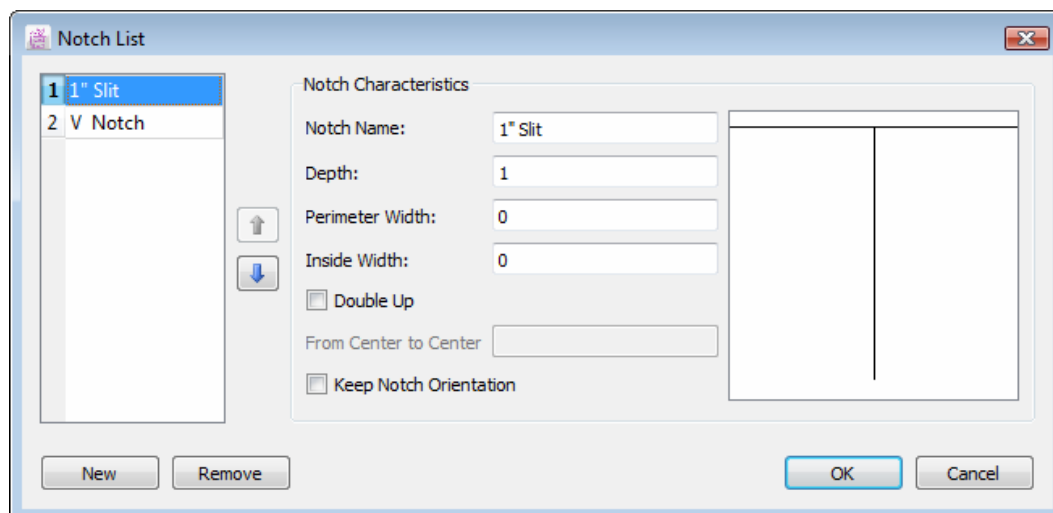 Notch List
1 1" Slit
2 V Notch
Notch Characteristics
Notch Name: 1" Slit
Depth: 1
Perimeter Width: 0
Inside Width: 0
Double Up
From Center to Center
Keep Notch Orientation
New Remove OK Cancel